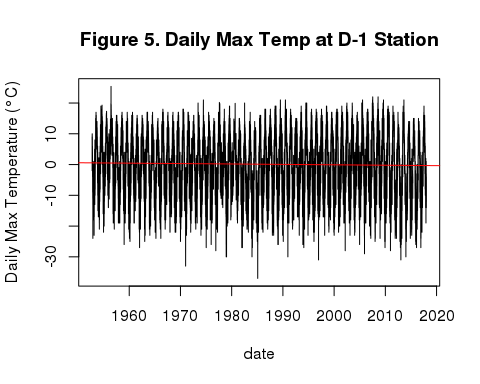 Figure 5. Daily Max Temp at D-1 Station
Daily Max Temperature (°C)
10
0
-10
-30
1960 1970 1980 1990 2000 2010 2020
date